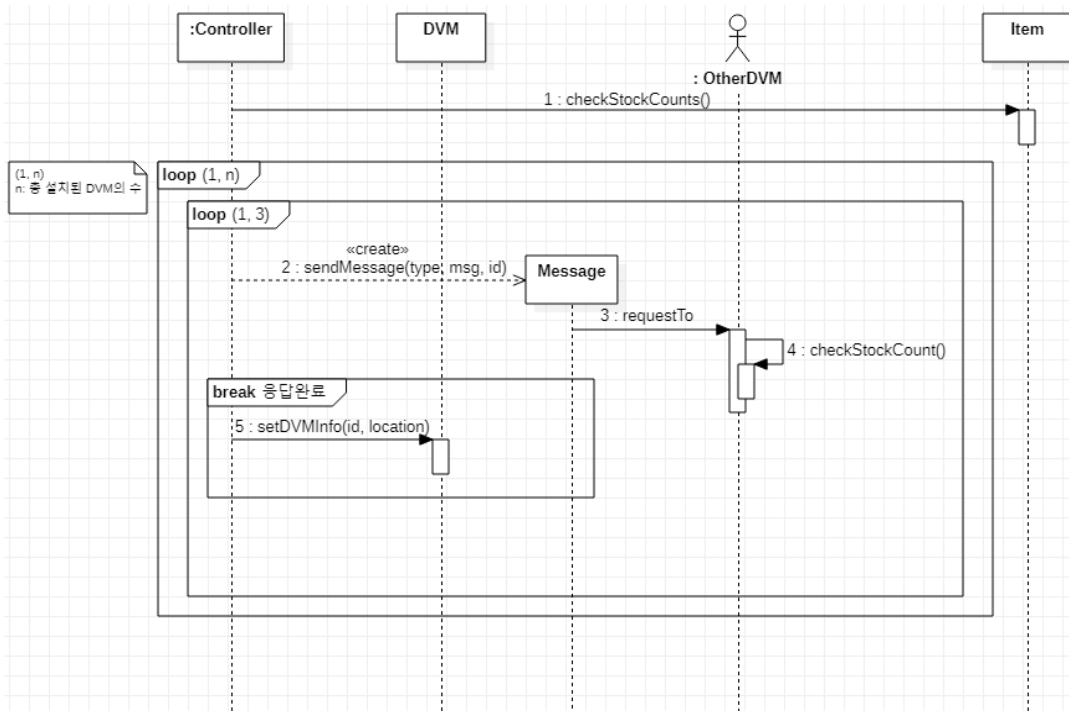 :Controller
DVM
: OtherDVM
Item
1 : checkStockCounts()
(1, n)
n: 총 설치된 DVM의 수
loop (1, n)
loop (1, 3)
«create»
2 : sendMessage(type, msg, id)
Message
3 : requestTo
4 : checkStockCount()
break 응답완료
5 : setDVMInfo(id, location)